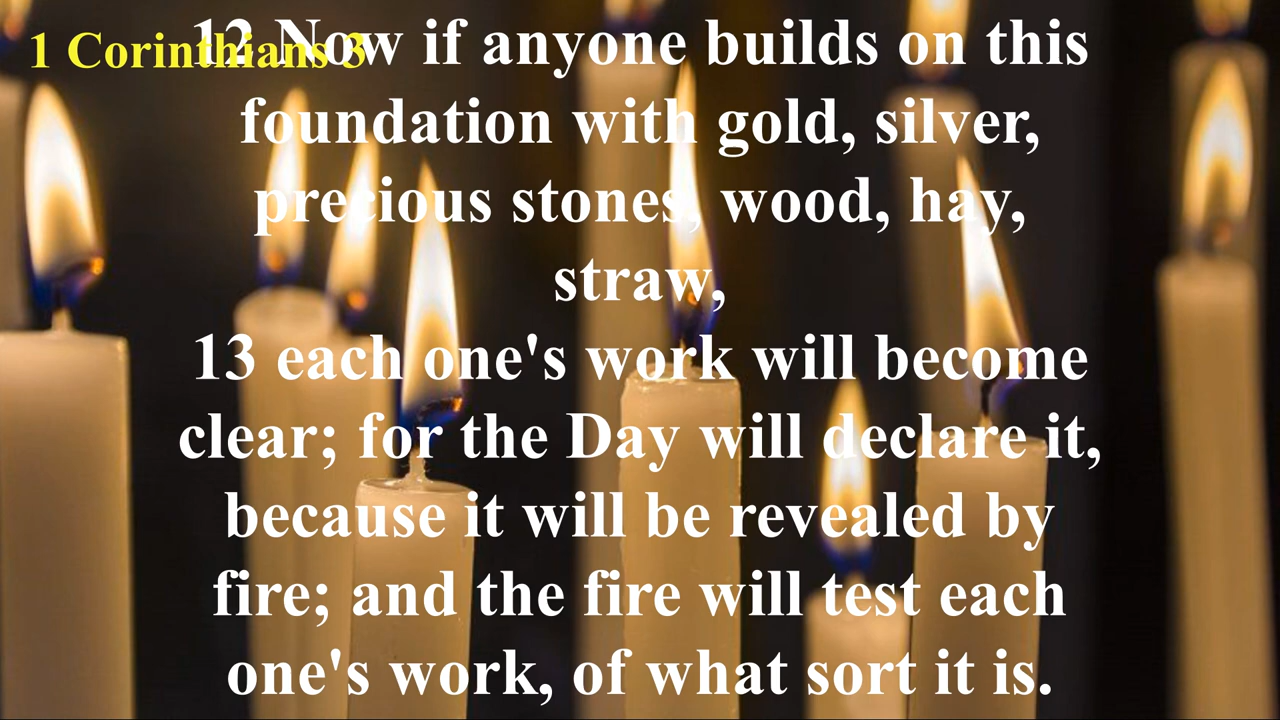 1 Corinthians 3
12 Now if anyone builds on this
foundation with gold, silver,
precious stones, wood, hay,
straw,
13 each one's work will become
clear; for the Day will declare it,
because it will be revealed by
fire; and the fire will test each
one's work, of what sort it is.